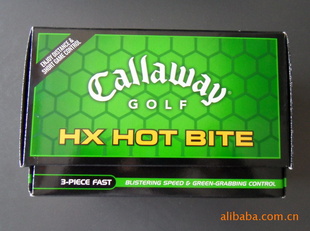 ENJOY DISTANCE &
SHORT GAME CONTROL
Callaway
GOLF
HX HOT BITE
3-PIECE FAST
BLISTERING SPEED & GREEN-GRABBING CONTROL
alibaba.com.cn